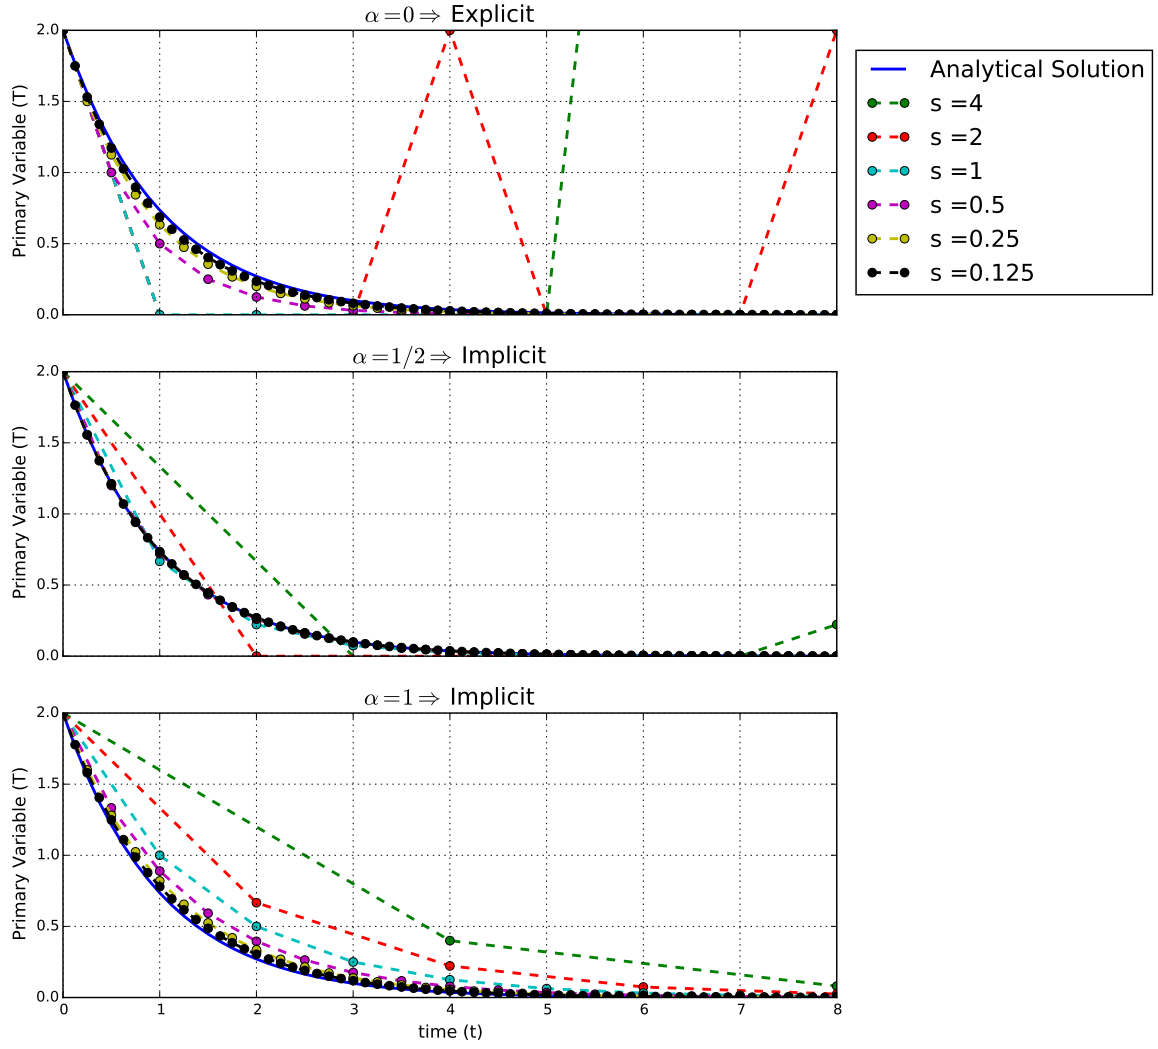 α=0⇒ Explicit
2.0
1.5
1.0
0.5
0.0
Primary Variable (T)
Analytical Solution
s =4
s =2
s =1
s =0.5
s =0.25
s =0.125
α=1/2⇒ Implicit
2.0
1.5
1.0
0.5
0.0
Primary Variable (T)
α=1⇒ Implicit
2.0
1.5
1.0
0.5
0.0
Primary Variable (T)
0 1 2 3 4 5 6 7 8
time (t)